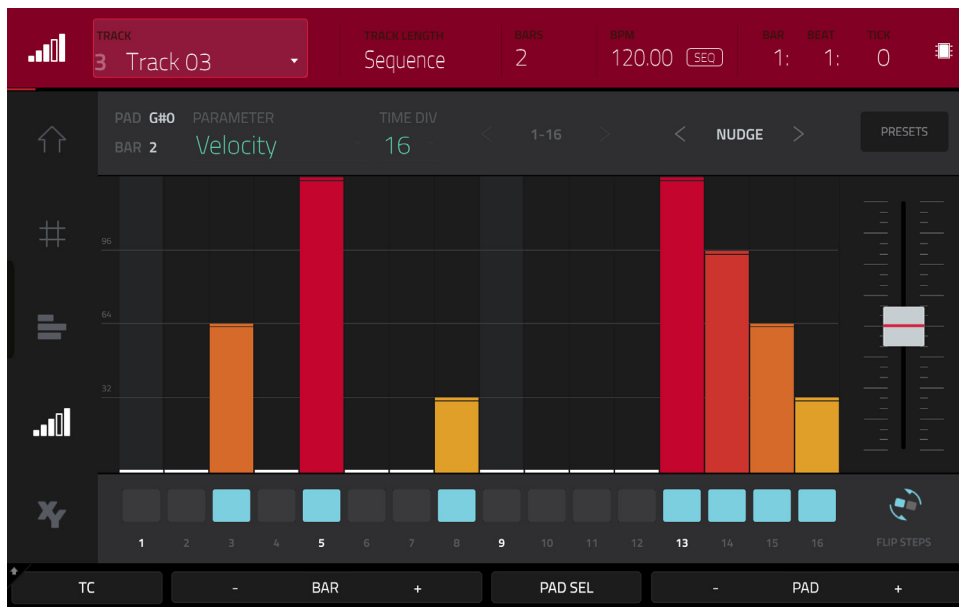 TRACK TRACK LENGTH BARS BPM BAR BEAT TICK
3 Track 03 Sequence 2 120.00 SEQ 1: 1: 0
PAD G#0 PARAMETER TIME DIV
BAR 2 Velocity 16 < 1-16 > < NUDGE > PRESETS
96
64
32
XY
1 2 3 4 5 6 7 8 9 10 11 12 13 14 15 16 FLIP STEPS
TC - BAR + PAD SEL - PAD +